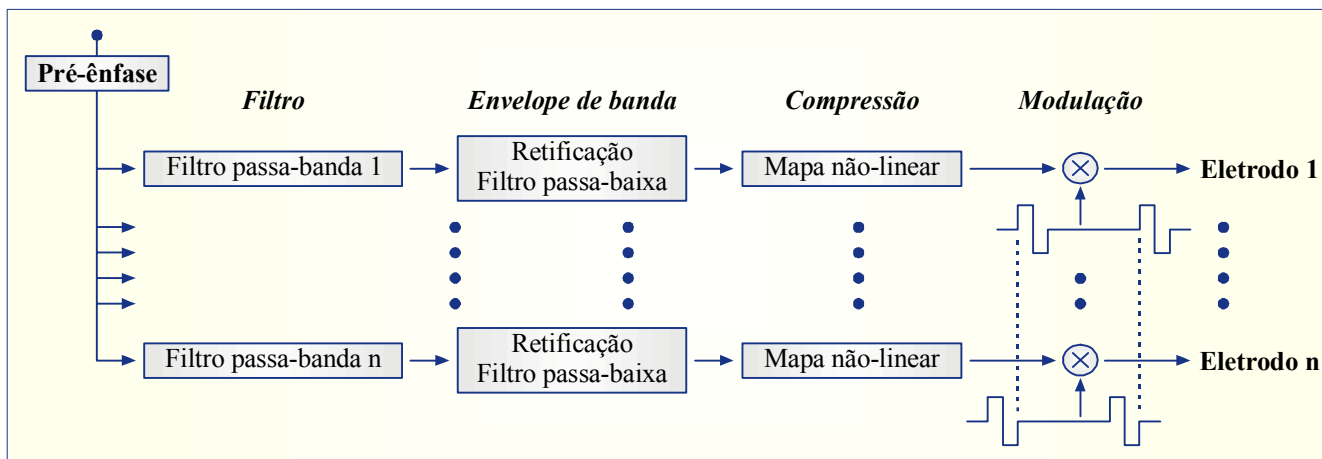 Pré-ênfase
Filtro
Envelope de banda
Compressão
Modulação
Filtro passa-banda 1
Retificação
Filtro passa-baixa
Mapa não-linear
Eletrodo 1
Filtro passa-banda n
Retificação
Filtro passa-baixa
Mapa não-linear
Eletrodo n